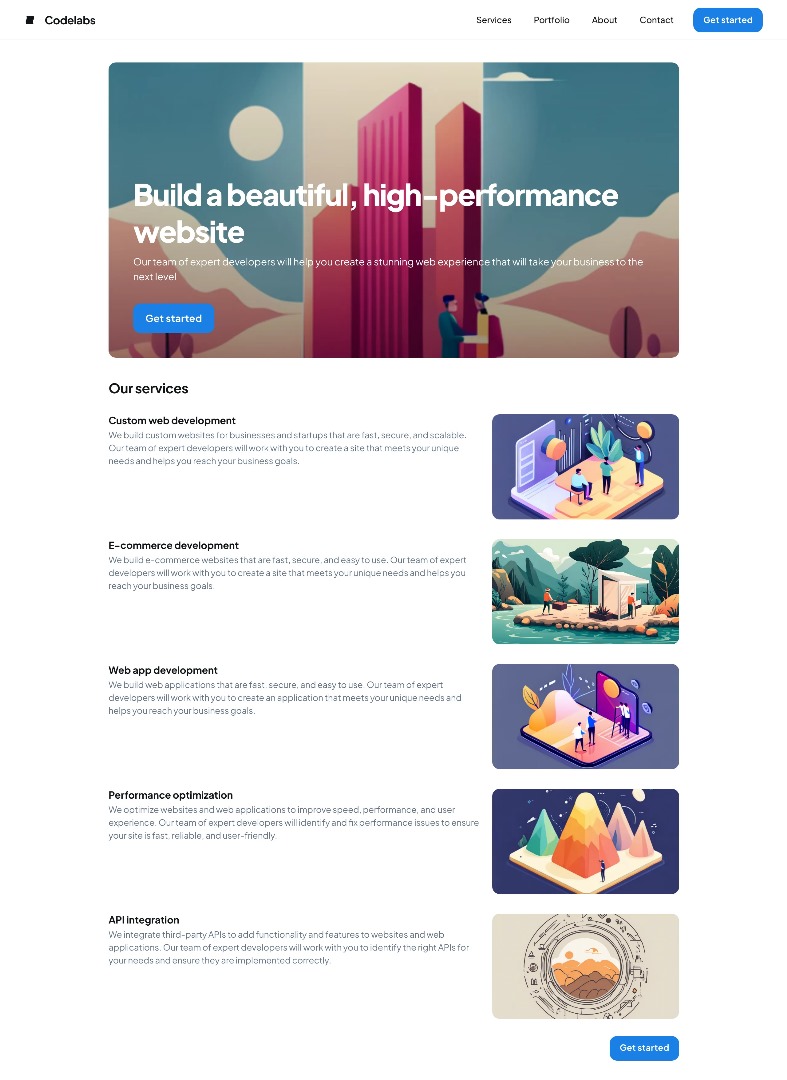 Codelabs
Services Portfolio About Contact Get started
Build a beautiful, high-performance
website
Our team of expert developers will help you create a stunning web experience that will take your business to the
next level
Get started
Our services
Custom web development
We build custom websites for businesses and startups that are fast, secure, and scalable.
Our team of expert developers will work with you to create a site that meets your unique
needs and helps you reach your business goals.
E-commerce development
We build e-commerce websites that are fast, secure, and easy to use. Our team of expert
developers will work with you to create a site that meets your unique needs and helps you
reach your business goals.
Web app development
We build web applications that are fast, secure, and easy to use. Our team of expert
developers will work with you to create an application that meets your unique needs and
helps you reach your business goals.
Performance optimization
We optimize websites and web applications to improve speed, performance, and user
experience. Our team of expert developers will identify and fix performance issues to ensure
your site is fast, reliable, and user-friendly.
API integration
We integrate third-party APIs to add functionality and features to websites and web
applications. Our team of expert developers will work with you to identify the right APIs for
your needs and ensure they are implemented correctly.
Get started